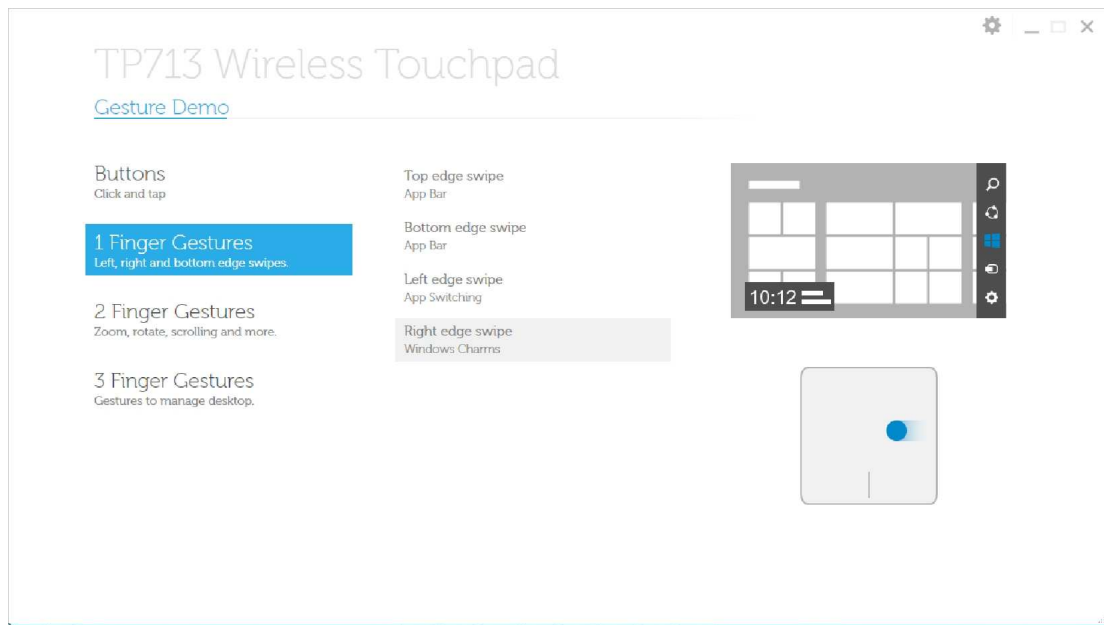 TP713 Wireless Touchpad
Gesture Demo
Buttons
Click and tap
1 Finger Gestures
Left, right and bottom edge swipes.
2 Finger Gestures
Zoom, rotate, scrolling and more.
3 Finger Gestures
Gestures to manage desktop.
Top edge swipe
App Bar
Bottom edge swipe
App Bar
Left edge swipe
App Switching
Right edge swipe
Windows Charms
10:12